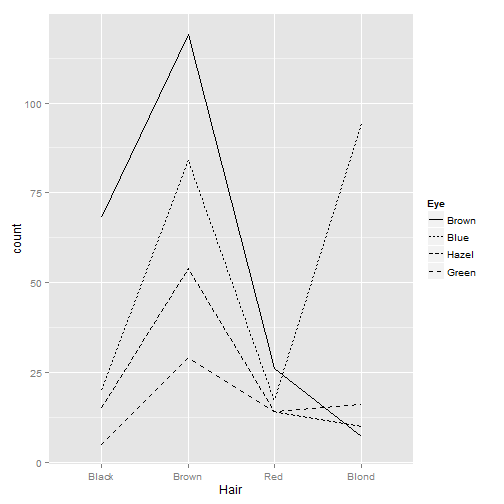 count
100
75
50
25
0
Black Brown Red Blond
Hair
Eye
Brown
Blue
Hazel
Green